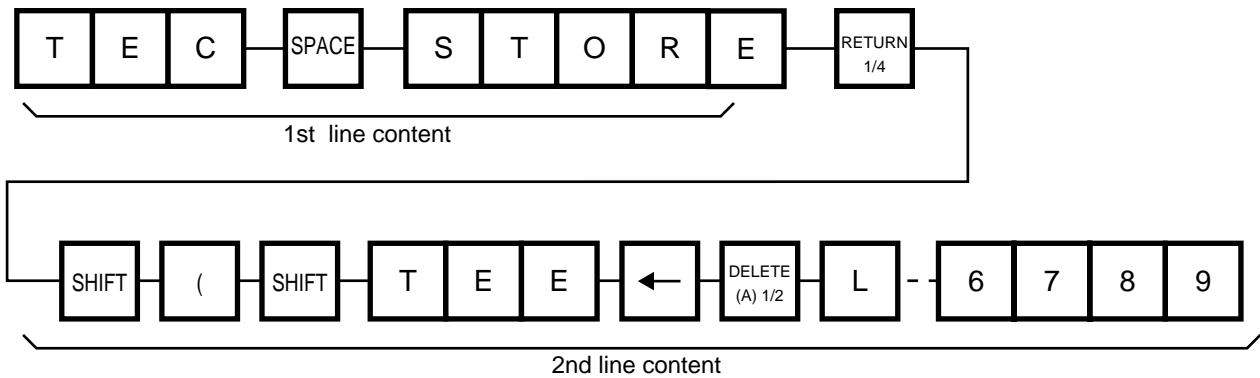 T E C SPACE S T O R E RETURN 1/4
1st line content
SHIFT ( SHIFT T E E ← DELETE (A) 1/2 L - - 6 7 8 9
2nd line content